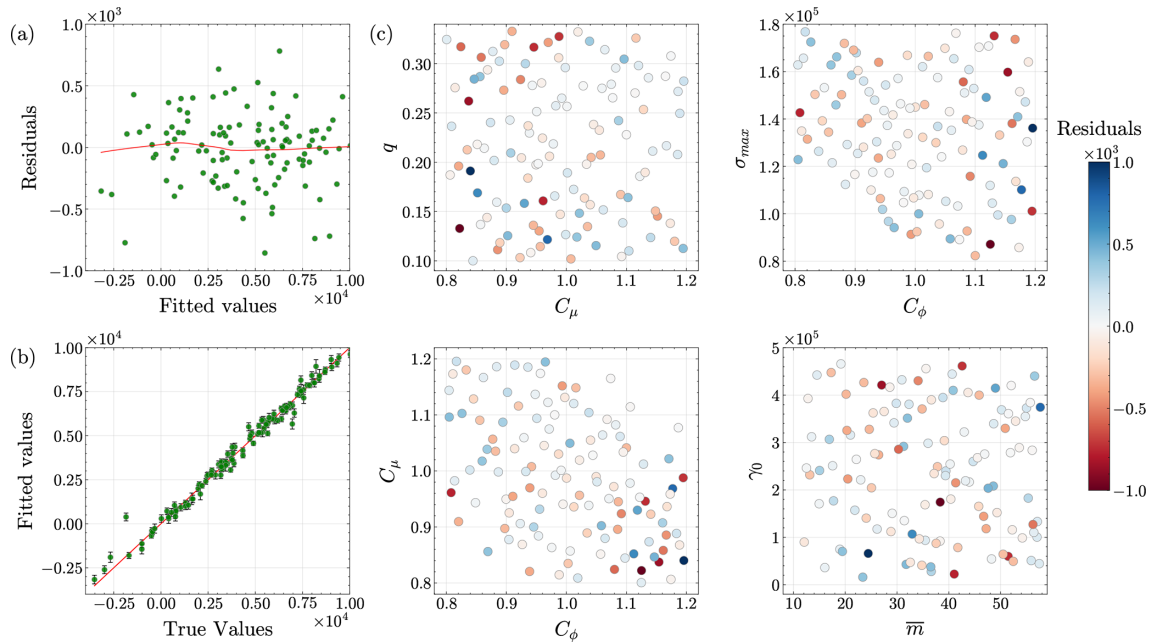 (a)
1.0 ×10³
0.5
0.0
−0.5
−1.0
Residuals
−0.25 0.00 0.25 0.50 0.75 1.00
×10⁴
Fitted values
(c)
0.30
0.25
0.20
0.15
0.10
q
0.8 0.9 1.0 1.1 1.2
C_μ
×10⁵
1.8
1.6
1.4
1.2
1.0
0.8
σ_max
0.8 0.9 1.0 1.1 1.2
C_ϕ
Residuals
×10³
1.0
0.5
0.0
−0.5
−1.0
(b)
×10⁴
1.00
0.75
0.50
0.25
0.00
−0.25
Fitted values
−0.25 0.00 0.25 0.50 0.75 1.00
×10⁴
True Values
1.2
1.1
1.0
0.9
0.8
C_μ
0.8 0.9 1.0 1.1 1.2
C_ϕ
5 ×10⁵
4
3
2
1
0
γ₀
10 20 30 40 50
m̅